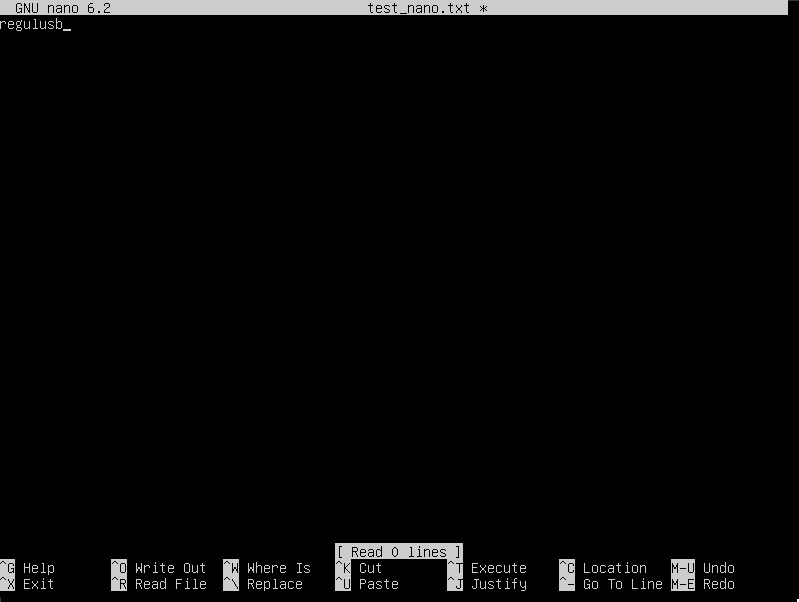 GNU nano 6.2 test_nano.txt *
regulusb_
[ Read 0 lines ]
^G Help ^O Write Out ^W Where Is ^K Cut ^T Execute ^C Location M-U Undo
^X Exit ^R Read File ^\ Replace ^U Paste ^J Justify ^- Go To Line M-E Redo